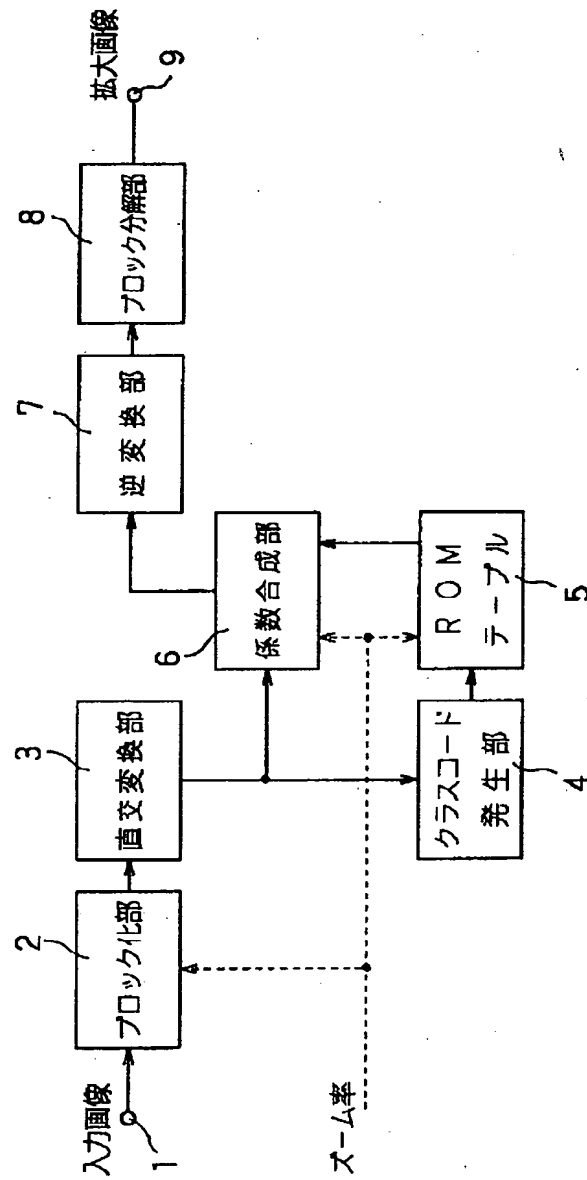 入力画像
1
2
ブロック化部
3
直交変換部
クラスコード
発生部
4
ROM
テーブル
5
6
係数合成部
7
逆変換部
8
ブロック分解部
拡大画像
9
ズーム率